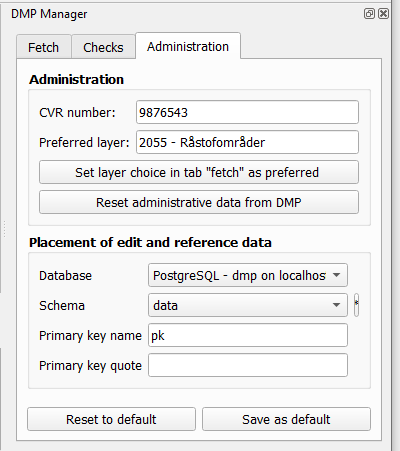 DMP Manager
Fetch Checks Administration
Administration
CVR number: 9876543
Preferred layer: 2055 - Råstofområder
Set layer choice in tab "fetch" as preferred
Reset administrative data from DMP
Placement of edit and reference data
Database PostgreSQL - dmp on localhos
Schema data *
Primary key name pk
Primary key quote
Reset to default Save as default